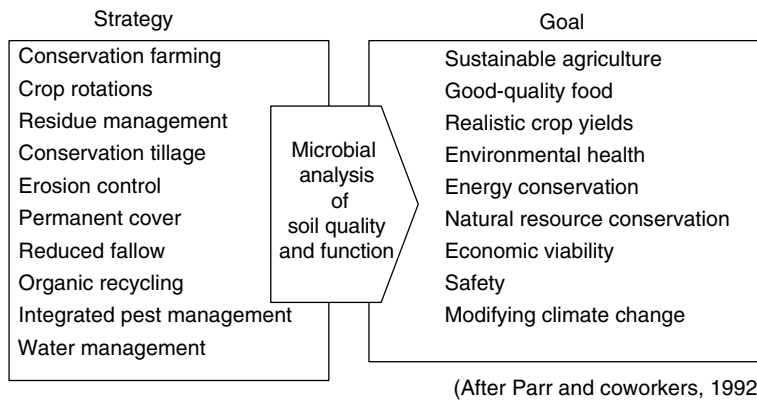 Strategy
Conservation farming
Crop rotations
Residue management
Conservation tillage
Erosion control
Permanent cover
Reduced fallow
Organic recycling
Integrated pest management
Water management
Microbial
analysis
of
soil quality
and function
Goal
Sustainable agriculture
Good-quality food
Realistic crop yields
Environmental health
Energy conservation
Natural resource conservation
Economic viability
Safety
Modifying climate change
(After Parr and coworkers, 1992